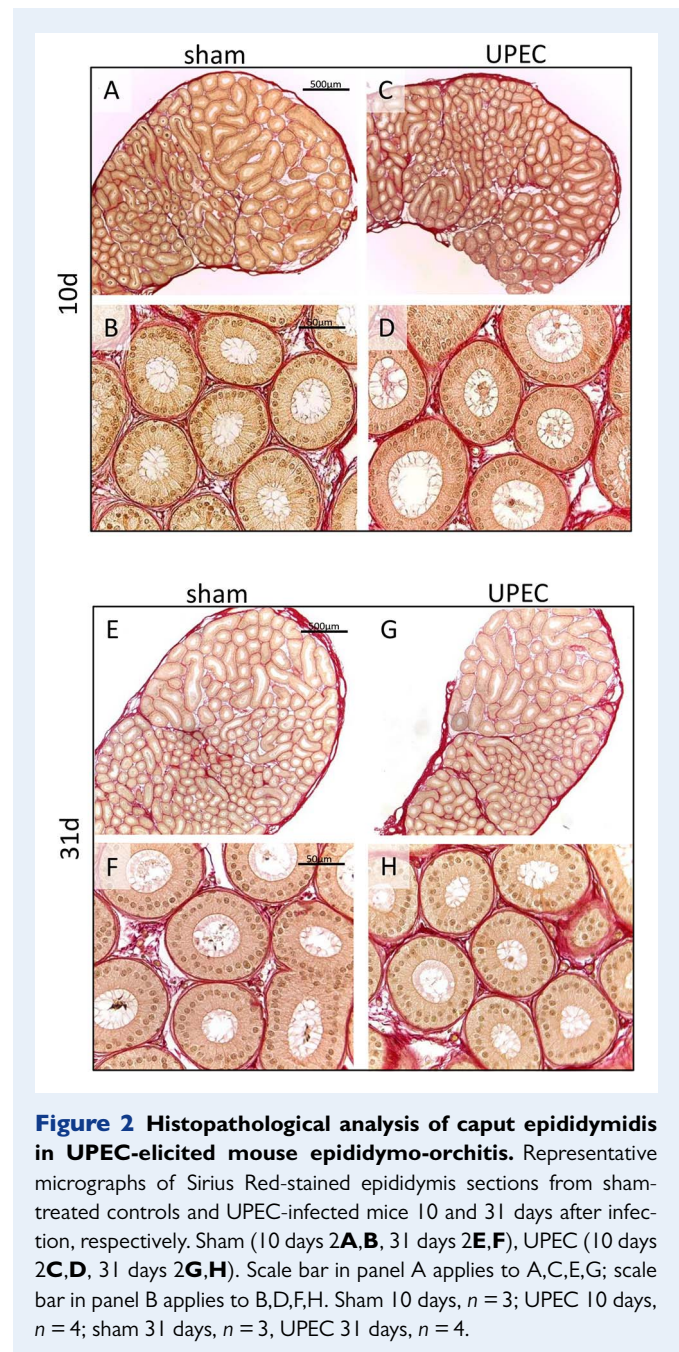 sham UPEC
A 500μm C
10d
B 50μm D
sham UPEC
E 500μm G
31d
F 50μm H
Figure 2 Histopathological analysis of caput epididymidis
in UPEC-elicited mouse epididymo-orchitis. Representative
micrographs of Sirius Red-stained epididymis sections from sham-
treated controls and UPEC-infected mice 10 and 31 days after infec-
tion, respectively. Sham (10 days 2A,B, 31 days 2E,F), UPEC (10 days
2C,D, 31 days 2G,H). Scale bar in panel A applies to A,C,E,G; scale
bar in panel B applies to B,D,F,H. Sham 10 days, n = 3; UPEC 10 days,
n = 4; sham 31 days, n = 3, UPEC 31 days, n = 4.